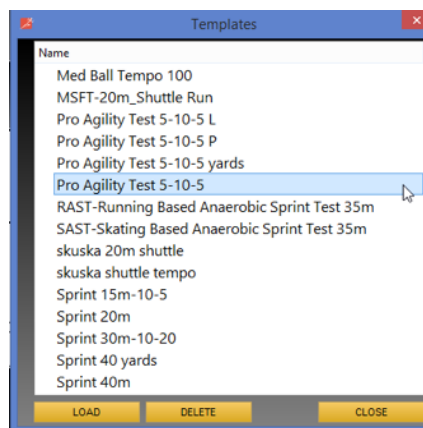 Templates
Name
Med Ball Tempo 100
MSFT-20m_Shuttle Run
Pro Agility Test 5-10-5 L
Pro Agility Test 5-10-5 P
Pro Agility Test 5-10-5 yards
Pro Agility Test 5-10-5
RAST-Running Based Anaerobic Sprint Test 35m
SAST-Skating Based Anaerobic Sprint Test 35m
skuska 20m shuttle
skuska shuttle tempo
Sprint 15m-10-5
Sprint 20m
Sprint 30m-10-20
Sprint 40 yards
Sprint 40m
LOAD DELETE CLOSE